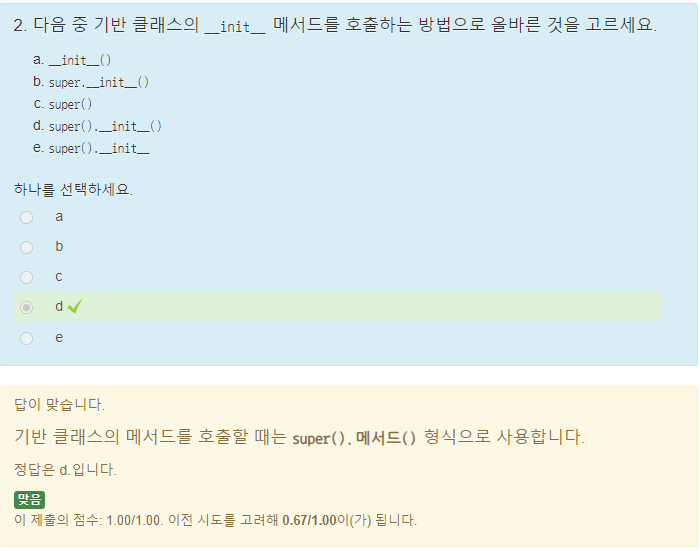 2. 다음 중 기반 클래스의 __init__ 메서드를 호출하는 방법으로 올바른 것을 고르세요.
a. __init__()
b. super.__init__()
c. super()
d. super().__init__()
e. super().__init__
하나를 선택하세요.
a
b
c
d
e
답이 맞습니다.
기반 클래스의 메서드를 호출할 때는 super().메서드() 형식으로 사용합니다.
정답은 d.입니다.
맞음
이 제출의 점수: 1.00/1.00. 이전 시도를 고려해 0.67/1.00이(가) 됩니다.